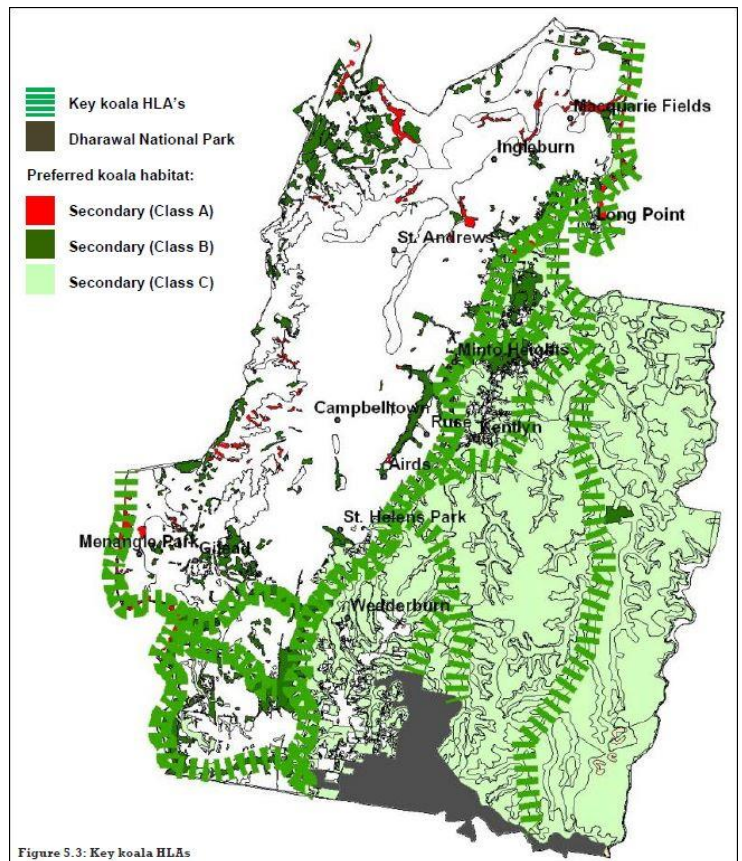 Key koala HLA's
Dharawal National Park
Preferred koala habitat:
Secondary (Class A)
Secondary (Class B)
Secondary (Class C)
Macquarie Fields
Ingleburn
Long Point
St. Andrews
Minto Heights
Campbelltown
Ruse
Kentlyn
Airds
St. Helens Park
Menangle Park
Gilead
Wedderburn
Figure 5.3: Key koala HLAs